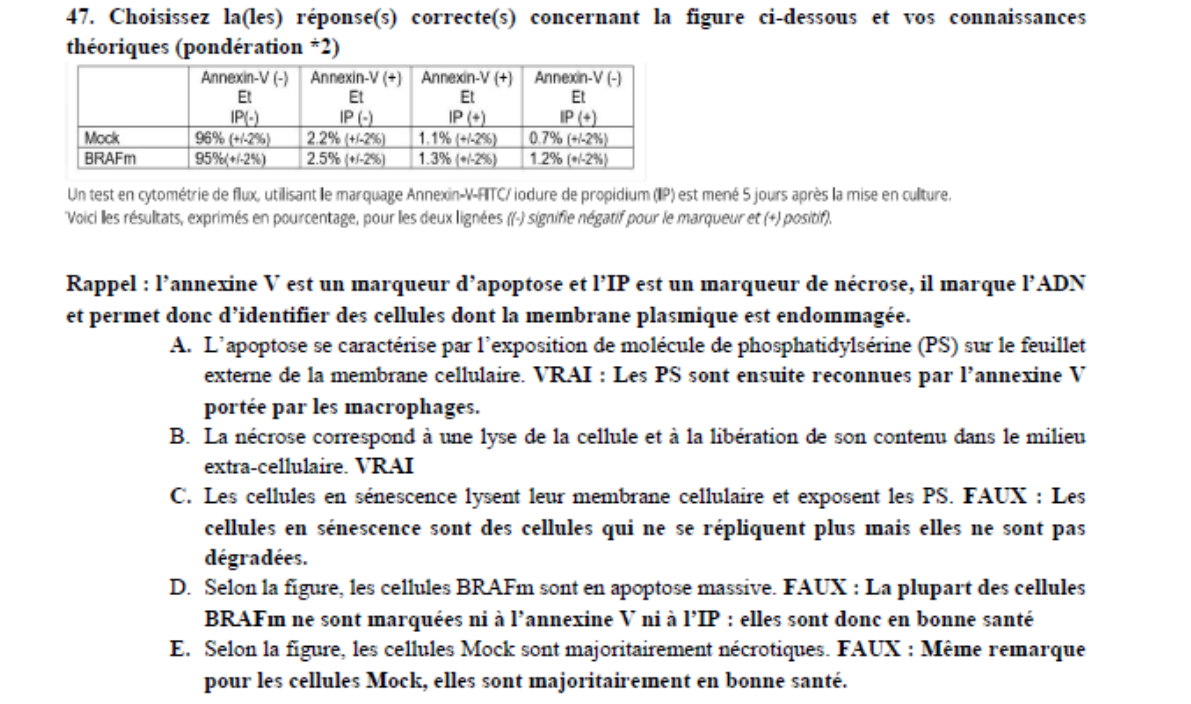 47. Choisissez la(les) réponse(s) correcte(s) concernant la figure ci-dessous et vos connaissances
théoriques (pondération *2)
Annexin-V (-) Annexin-V (+) Annexin-V (+) Annexin-V (-)
Et Et Et Et
IP(-) IP (-) IP (+) IP (+)
Mock 96% (+/-2%) 2.2% (+/-2%) 1.1% (+/-2%) 0.7% (+/-2%)
BRAFm 95%(+/-2%) 2.5% (+/-2%) 1.3% (+/-2%) 1.2% (+/-2%)
Un test en cytométrie de flux, utilisant le marquage Annexin-V-FITC/ iodure de propidium (IP) est mené 5 jours après la mise en culture.
Voici les résultats, exprimés en pourcentage, pour les deux lignées ((-) signifie négatif pour le marqueur et (+) positif).
Rappel : l'annexine V est un marqueur d'apoptose et l'IP est un marqueur de nécrose, il marque l'ADN
et permet donc d'identifier des cellules dont la membrane plasmique est endommagée.
A. L'apoptose se caractérise par l'exposition de molécule de phosphatidylsérine (PS) sur le feuillet
externe de la membrane cellulaire. VRAI : Les PS sont ensuite reconnues par l'annexine V
portée par les macrophages.
B. La nécrose correspond à une lyse de la cellule et à la libération de son contenu dans le milieu
extra-cellulaire. VRAI
C. Les cellules en sénescence lysent leur membrane cellulaire et exposent les PS. FAUX : Les
cellules en sénescence sont des cellules qui ne se répliquent plus mais elles ne sont pas
dégradées.
D. Selon la figure, les cellules BRAFm sont en apoptose massive. FAUX : La plupart des cellules
BRAFm ne sont marquées ni à l'annexine V ni à l'IP : elles sont donc en bonne santé
E. Selon la figure, les cellules Mock sont majoritairement nécrotiques. FAUX : Même remarque
pour les cellules Mock, elles sont majoritairement en bonne santé.